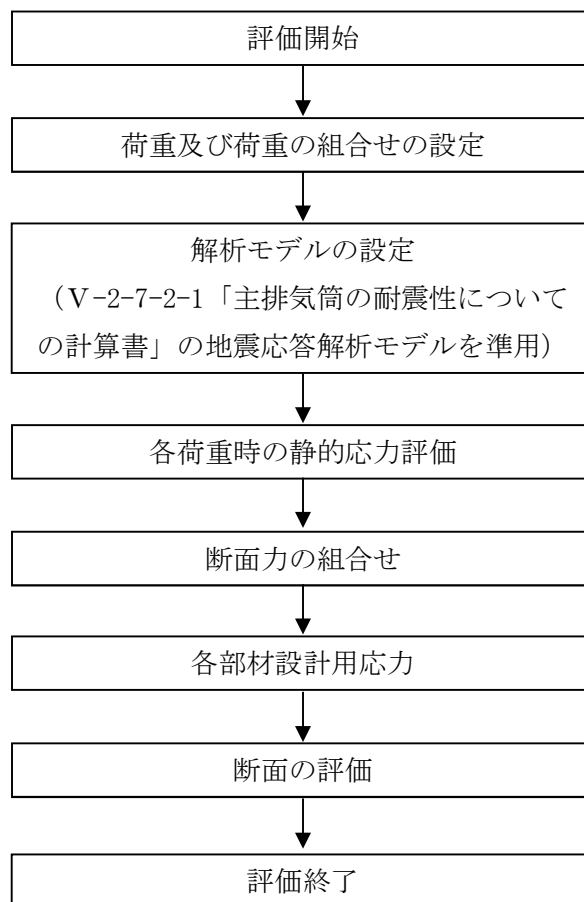 評価開始
荷重及び荷重の組合せの設定
解析モデルの設定
（Ⅴ-2-7-2-1「主排気筒の耐震性について
の計算書」の地震応答解析モデルを準用）
各荷重時の静的応力評価
断面力の組合せ
各部材設計用応力
断面の評価
評価終了